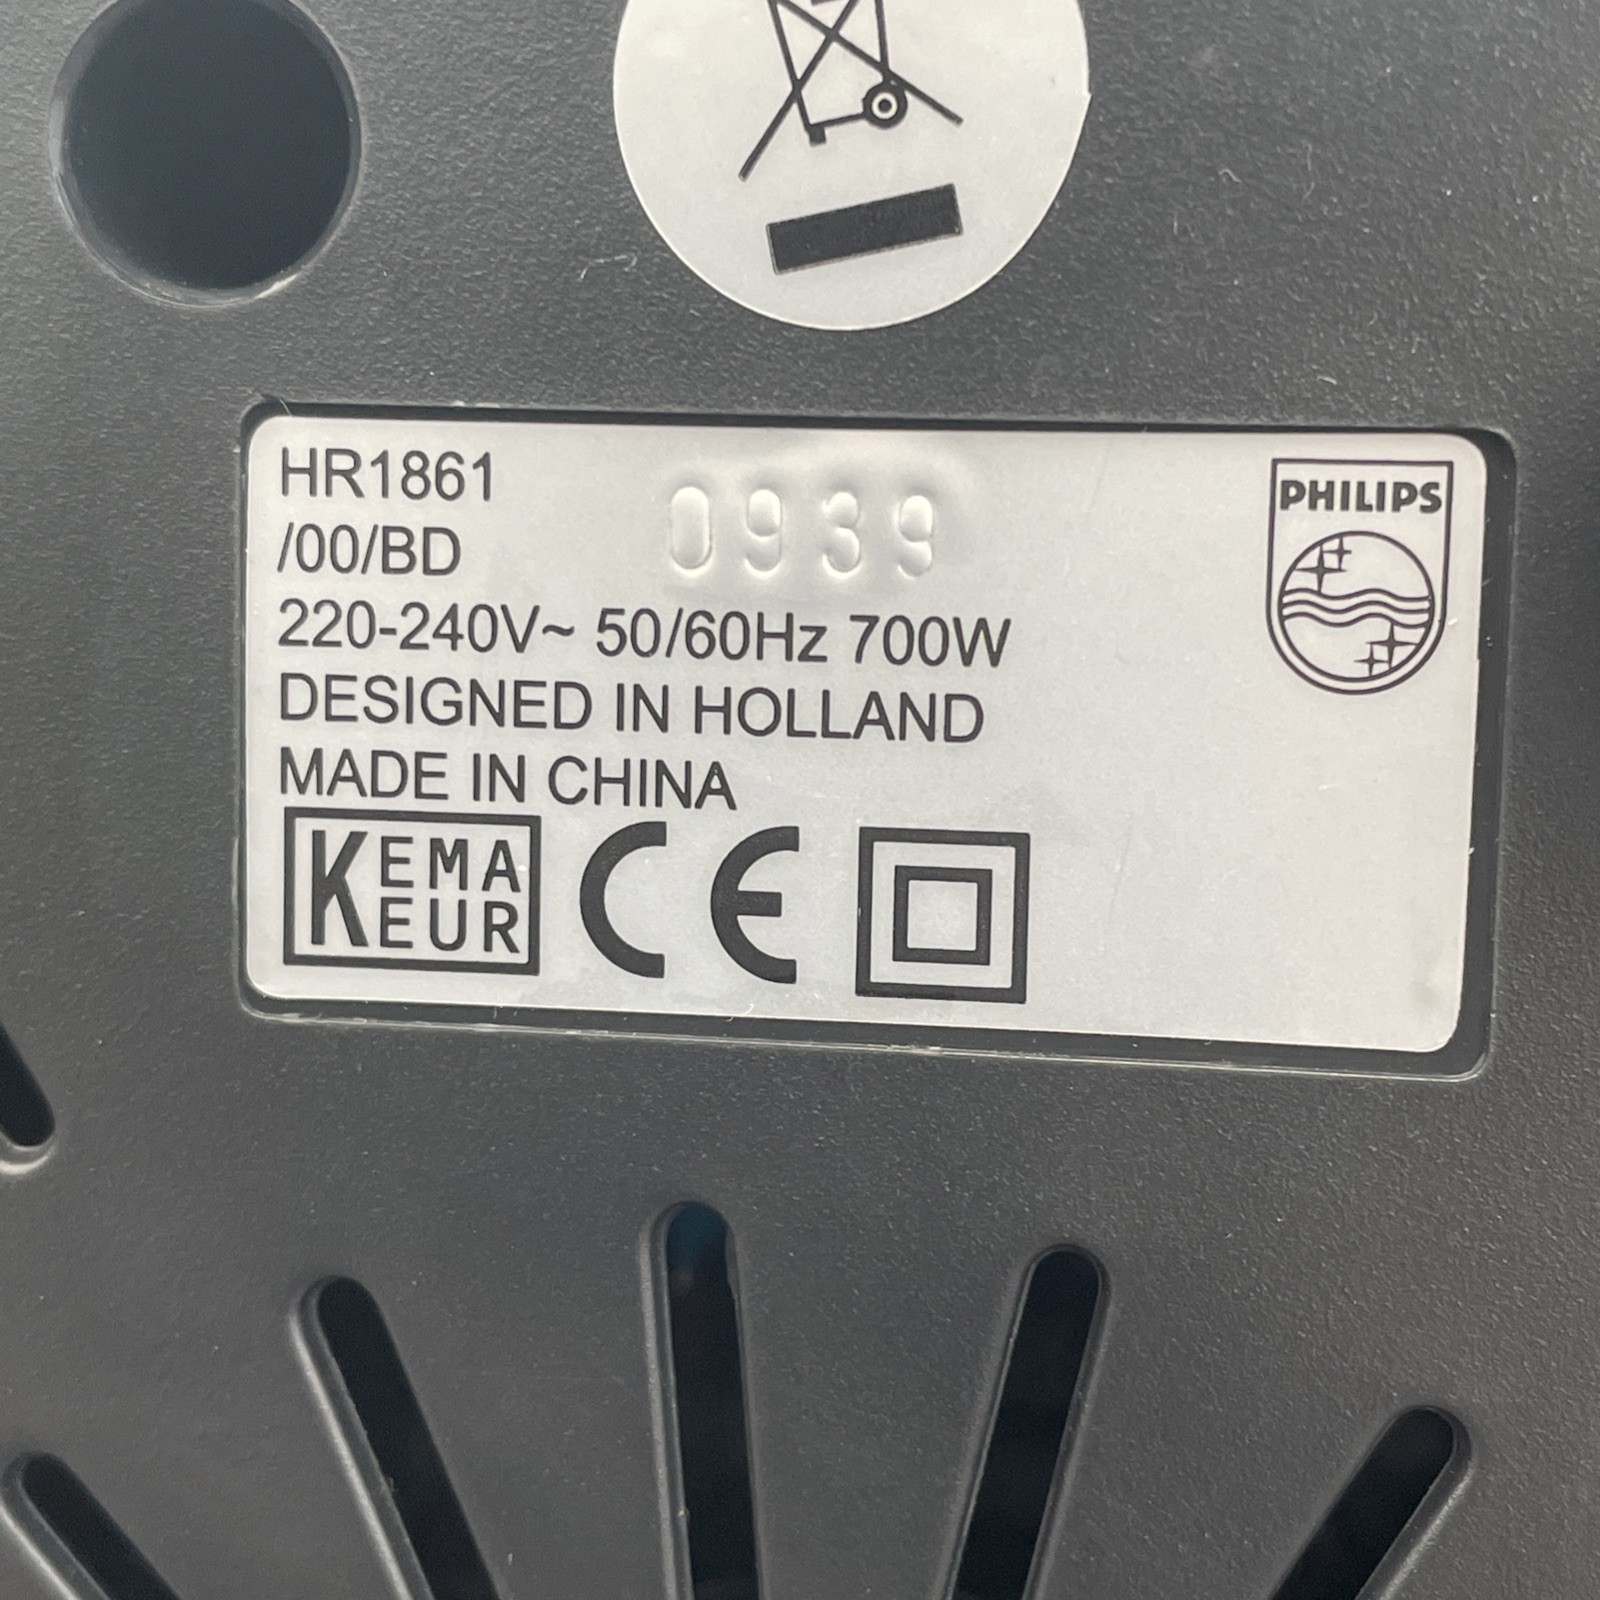 HR1861
0939
/00/BD
220-240V~ 50/60Hz 700W
DESIGNED IN HOLLAND
MADE IN CHINA
KEMA
KEUR
CE
PHILIPS